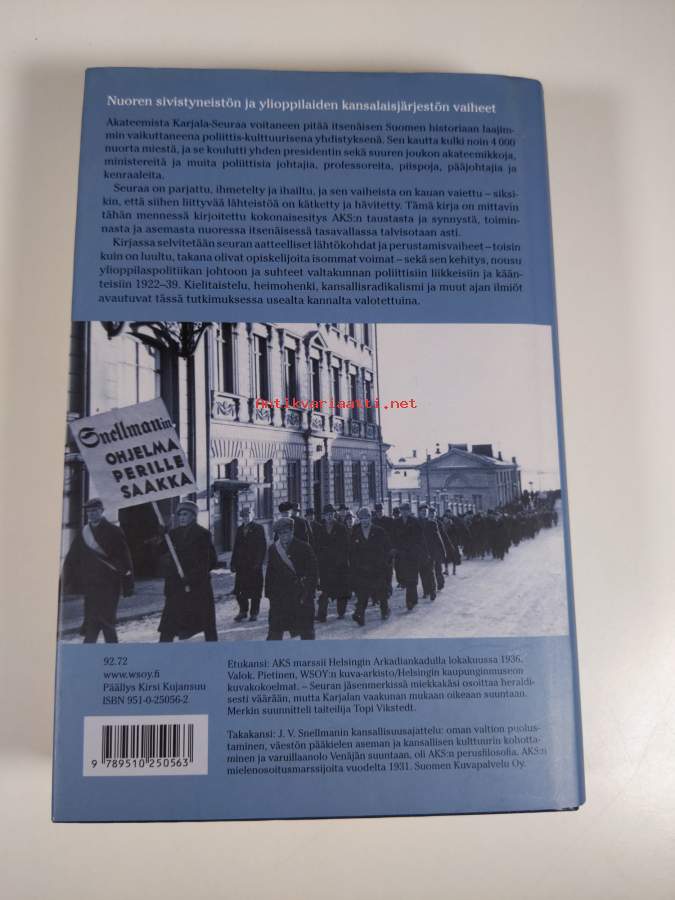 Nuoren sivistyneistön ja ylioppilaiden kansalaisjärjestön vaiheet
Akateemista Karjala-Seuraa voitaneen pitää itsenäisen Suomen historiaan laajim-
min vaikuttaneena poliittis-kulttuurisena yhdistyksenä. Sen kautta kulki noin 4 000
nuorta miestä, ja se koulutti yhden presidentin sekä suuren joukon akateemikkoja,
ministereitä ja muita poliittisia johtajia, professoreita, piispoja, pääjohtajia ja
kenraaleita.
Seuraa on parjattu, ihmetelty ja ihailtu, ja sen vaiheista on kauan vaiettu – siksi-
kin, että siihen liittyvää lähteistöä on kätketty ja hävitetty. Tämä kirja on mittavin
tähän mennessä kirjoitettu kokonaisesitys AKS:n taustasta ja synnystä, toimin-
nasta ja asemasta nuoressa itsenäisessä tasavallassa talvisotaan asti.
Kirjassa selvitetään seuran aatteelliset lähtökohdat ja perustamisvaiheet – toisin
kuin on luultu, takana olivat opiskelijoita isommat voimat – sekä sen kehitys, nousu
ylioppilaspolitiikan johtoon ja suhteet valtakunnan poliittisiin liikkeisiin ja kään-
teisiin 1922–39. Kielitaistelu, heimohenki, kansallisradikalismi ja muut ajan ilmiöt
avautuvat tässä tutkimuksessa usealta kannalta valotettuina.
Antikvariaatti.net
Snellmanin
OHJELMA
PERILLE
SAAKKA
92.72
www.wsoy.fi
Päällys Kirsi Kujansuu
ISBN 951-0-25056-2
9 789510 250563
Etukansi: AKS marssii Helsingin Arkadiankadulla lokakuussa 1936.
Valok. Pietinen, WSOY:n kuva-arkisto/Helsingin kaupunginmuseon
kuvakokoelmat. – Seuran jäsenmerkissä miekkakäsi osoittaa heraldi-
sesti väärään, mutta Karjalan vaakunan mukaan oikeaan suuntaan.
Merkin suunnitteli taiteilija Topi Vikstedt.
Takakansi: J. V. Snellmanin kansallisuusajattelu: oman valtion puolus-
taminen, väestön pääkielen aseman ja kansallisen kulttuurin kohotta-
minen ja varuillaanolo Venäjän suuntaan, oli AKS:n perusfilosofia. AKS:n
mielenosoitusmarssijoita vuodelta 1931. Suomen Kuvapalvelu Oy.